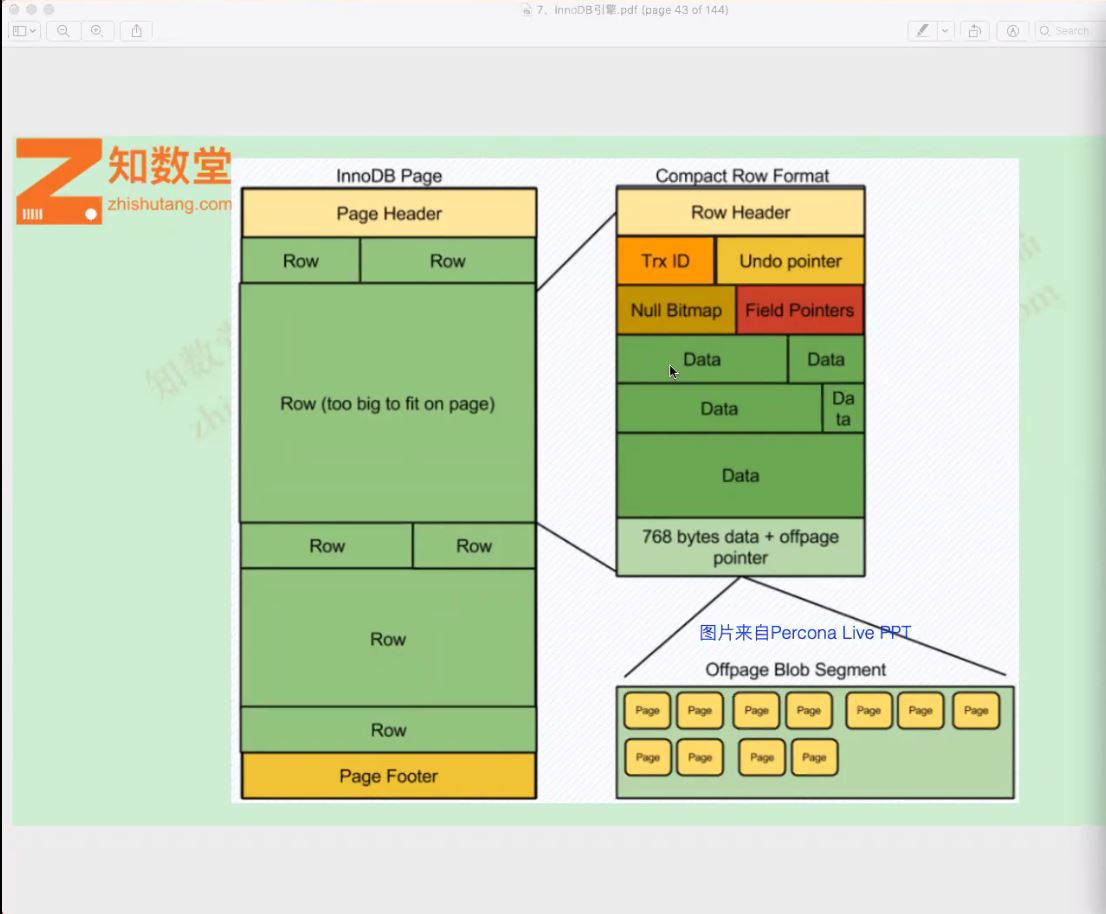 7、InnoDB引擎.pdf (page 43 of 144)
Search
知数堂
zhishutang.com
InnoDB Page
Page Header
Row
Row
Row (too big to fit on page)
Row
Row
Row
Row
Page Footer
Compact Row Format
Row Header
Trx ID
Undo pointer
Null Bitmap
Field Pointers
Data
Data
Data
Da
ta
Data
768 bytes data + offpage
pointer
图片来自Percona Live PPT
Offpage Blob Segment
Page
Page
Page
Page
Page
Page
Page
Page
Page
Page
Page